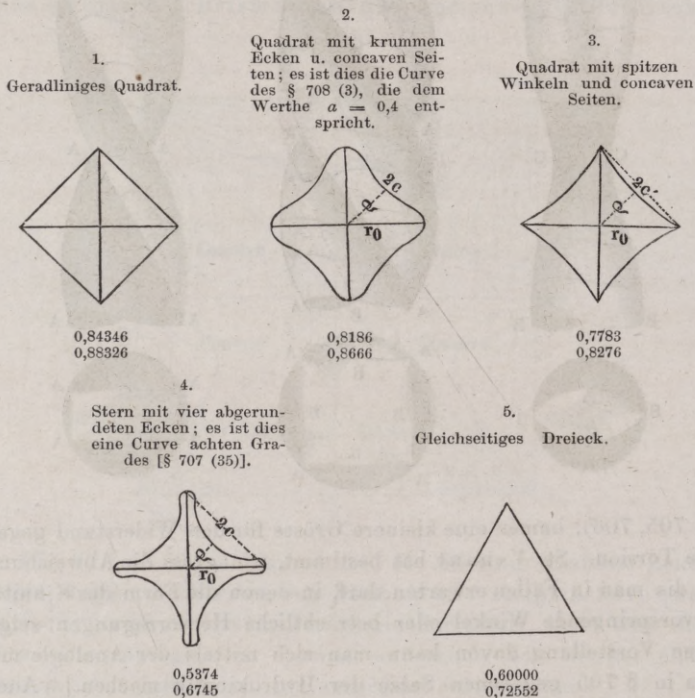 1.
Geradliniges Quadrat.
2.
Quadrat mit krummen
Ecken u. concaven Sei-
ten; es ist dies die Curve
des § 708 (3), die dem
Werthe a = 0,4 ent-
spricht.
3.
Quadrat mit spitzen
Winkeln und concaven
Seiten.
2c
r0
2c
r0
0,84346
0,88326
0,8186
0,8666
0,7783
0,8276
4.
Stern mit vier abgerun-
deten Ecken; es ist dies
eine Curve achten Gra-
des [§ 707 (35)].
5.
Gleichseitiges Dreieck.
2c
r0
0,5374
0,6745
0,60000
0,72552